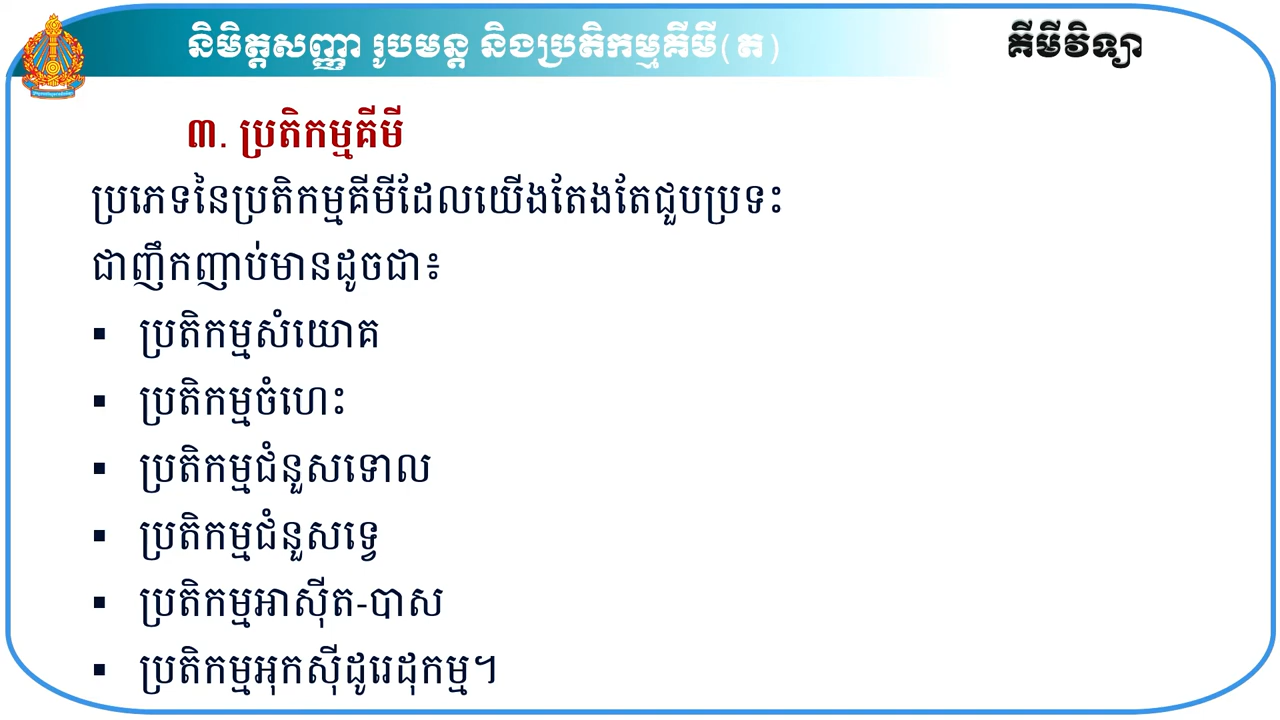 និមិត្តសញ្ញា រូបមន្ត និងប្រតិកម្មគីមី(ត)
គីមីវិទ្យា
៣. ប្រតិកម្មគីមី
ប្រភេទនៃប្រតិកម្មគីមីដែលយើងតែងតែជួបប្រទះ
ជាញឹកញាប់មានដូចជា៖
▪ ប្រតិកម្មសំយោគ
▪ ប្រតិកម្មចំហេះ
▪ ប្រតិកម្មជំនួសទោល
▪ ប្រតិកម្មជំនួសទ្វេ
▪ ប្រតិកម្មអាស៊ីត-បាស
▪ ប្រតិកម្មអុកស៊ីដូរេដុកម្ម។